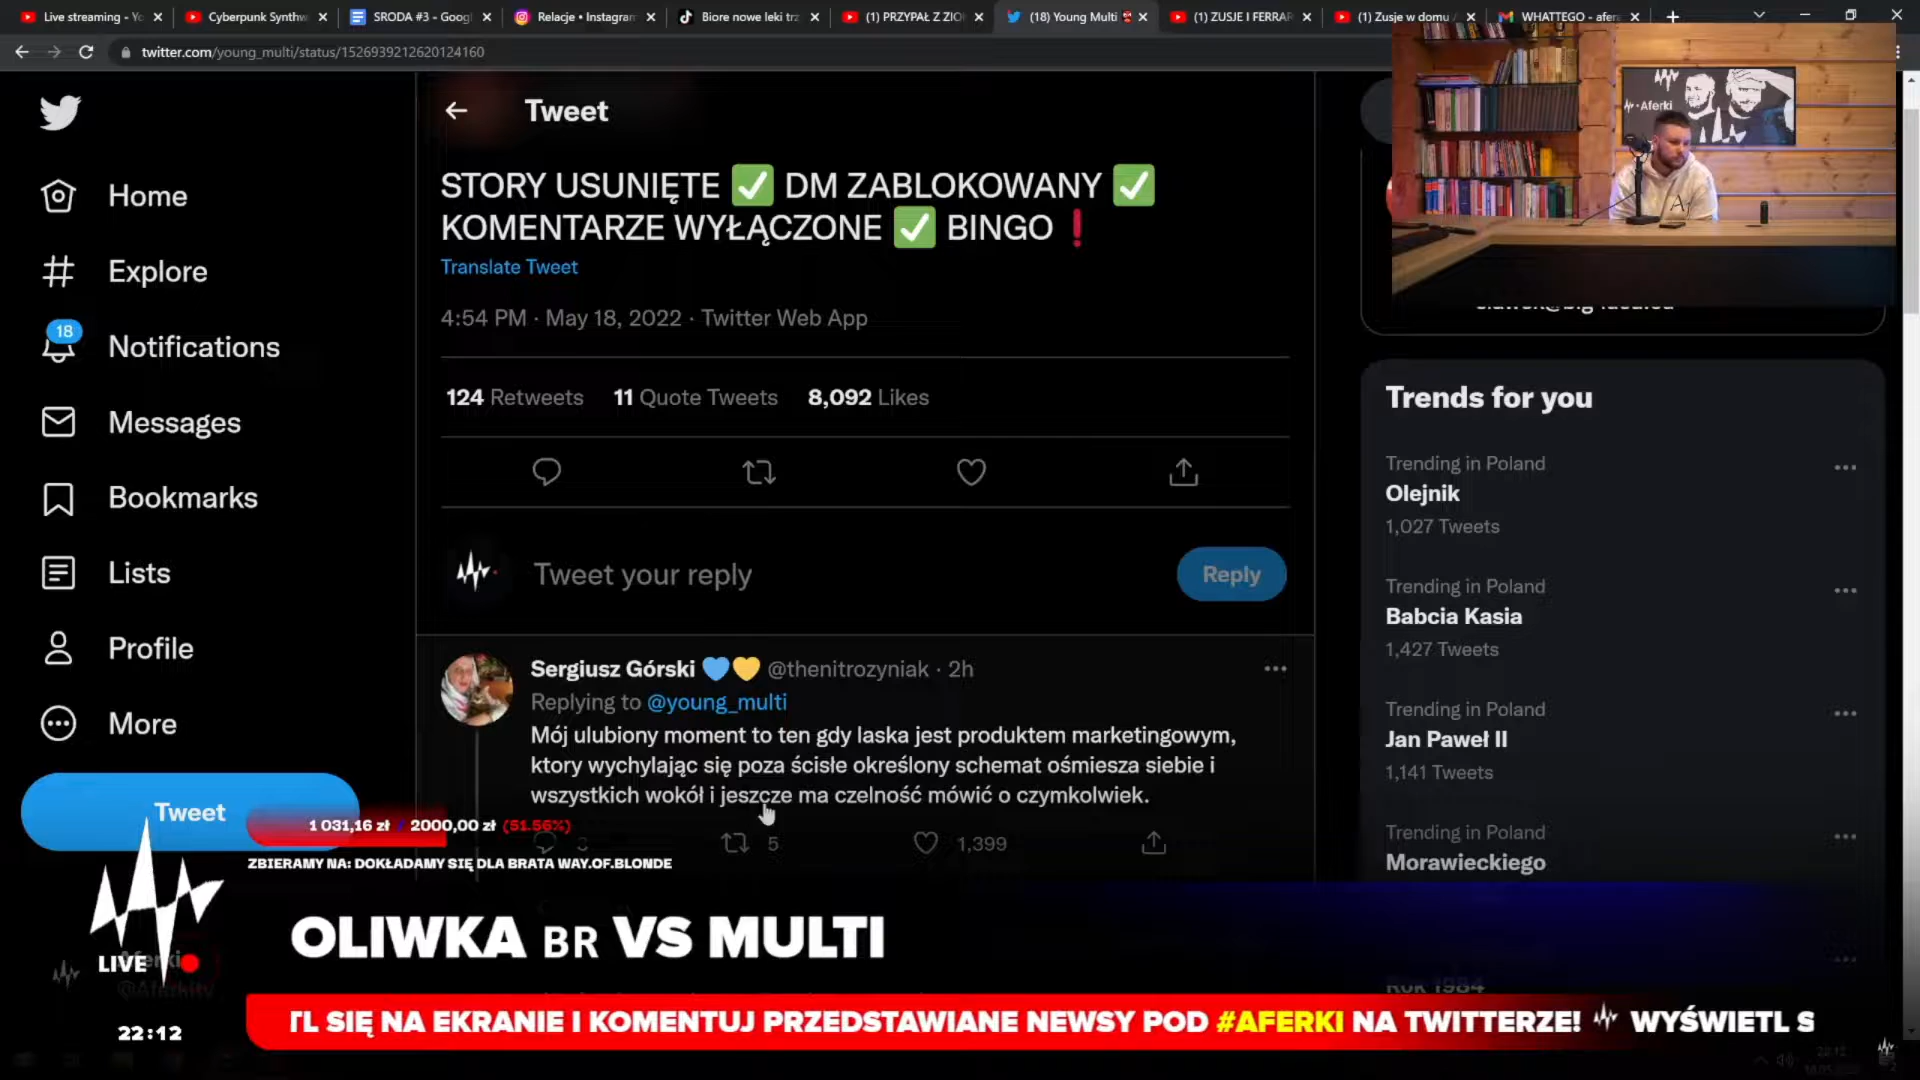 Live streaming - Yo
Cyberpunk Synthw
SRODA #3 - Googl
Relacje • Instagram
Biore nowe leki trz
(1) PRZYPAŁ Z ZIO
(18) Young Multi
(1) ZUSJE I FERRAR
(1) Zusje w domu
WHATTEGO - afer
twitter.com/young_multi/status/1526939212620124160
Tweet
STORY USUNIĘTE ✅ DM ZABLOKOWANY ✅
KOMENTARZE WYŁĄCZONE ✅ BINGO❗
Translate Tweet
4:54 PM · May 18, 2022 · Twitter Web App
124 Retweets 11 Quote Tweets 8,092 Likes
Tweet your reply
Reply
Sergiusz Górski 💙💛 @thenitrozyniak · 2h
Replying to @young_multi
Mój ulubiony moment to ten gdy laska jest produktem marketingowym,
ktory wychylając się poza ścisłe określony schemat ośmiesza siebie i
wszystkich wokół i jeszcze ma czelność mówić o czymkolwiek.
3 5 1,399
Home
Explore
18
Notifications
Messages
Bookmarks
Lists
Profile
More
Tweet
Aferki
Trends for you
Trending in Poland
Olejnik
1,027 Tweets
Trending in Poland
Babcia Kasia
1,427 Tweets
Trending in Poland
Jan Paweł II
1,141 Tweets
Trending in Poland
Morawieckiego
Rok 1984
1 031,16 zł / 2000,00 zł (51.56%)
ZBIERAMY NA: DOKŁADAMY SIĘ DLA BRATA WAY.OF.BLONDE
OLIWKA BR VS MULTI
LIVE
22:12
TL SIĘ NA EKRANIE I KOMENTUJ PRZEDSTAWIANE NEWSY POD #AFERKI NA TWITTERZE! WYŚWIETL S